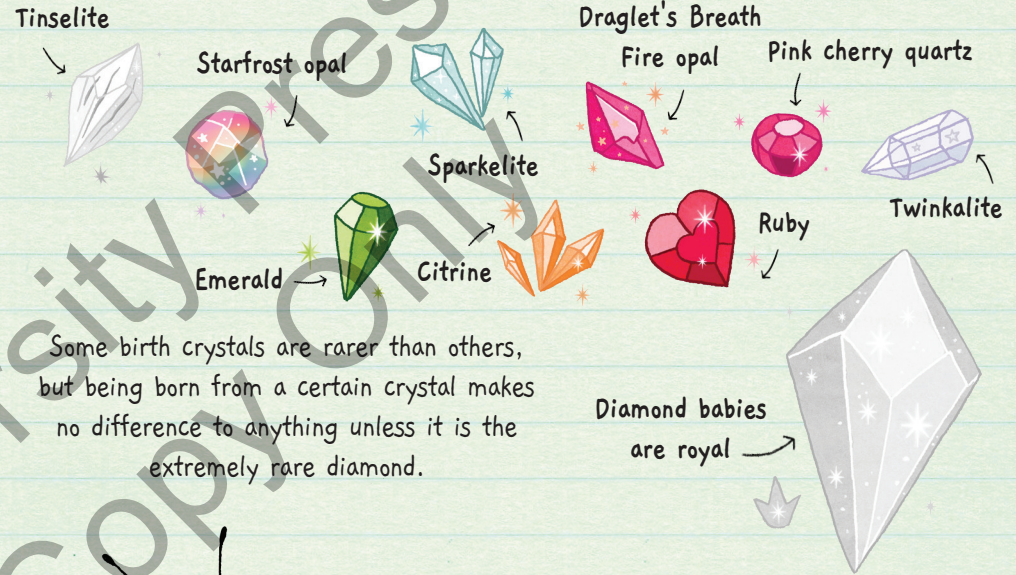 Tinselite
Starfrost opal
Sparkelite
Draglet's Breath
Fire opal
Pink cherry quartz
Twinkalite
Emerald
Citrine
Ruby
Some birth crystals are rarer than others,
but being born from a certain crystal makes
no difference to anything unless it is the
extremely rare diamond.
Diamond babies
are royal
rsity Pres
Copy Only